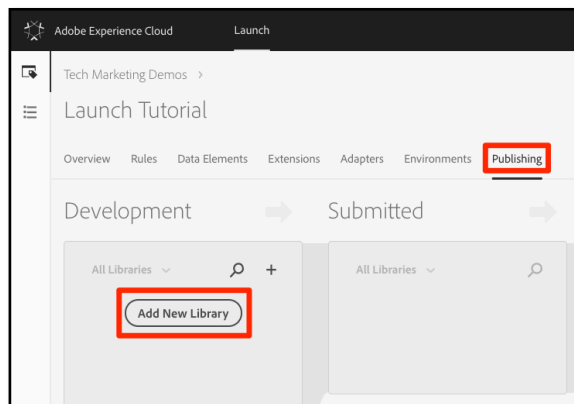 Adobe Experience Cloud Launch
Tech Marketing Demos >
Launch Tutorial
Overview Rules Data Elements Extensions Adapters Environments Publishing
Development Submitted
All Libraries All Libraries
Add New Library